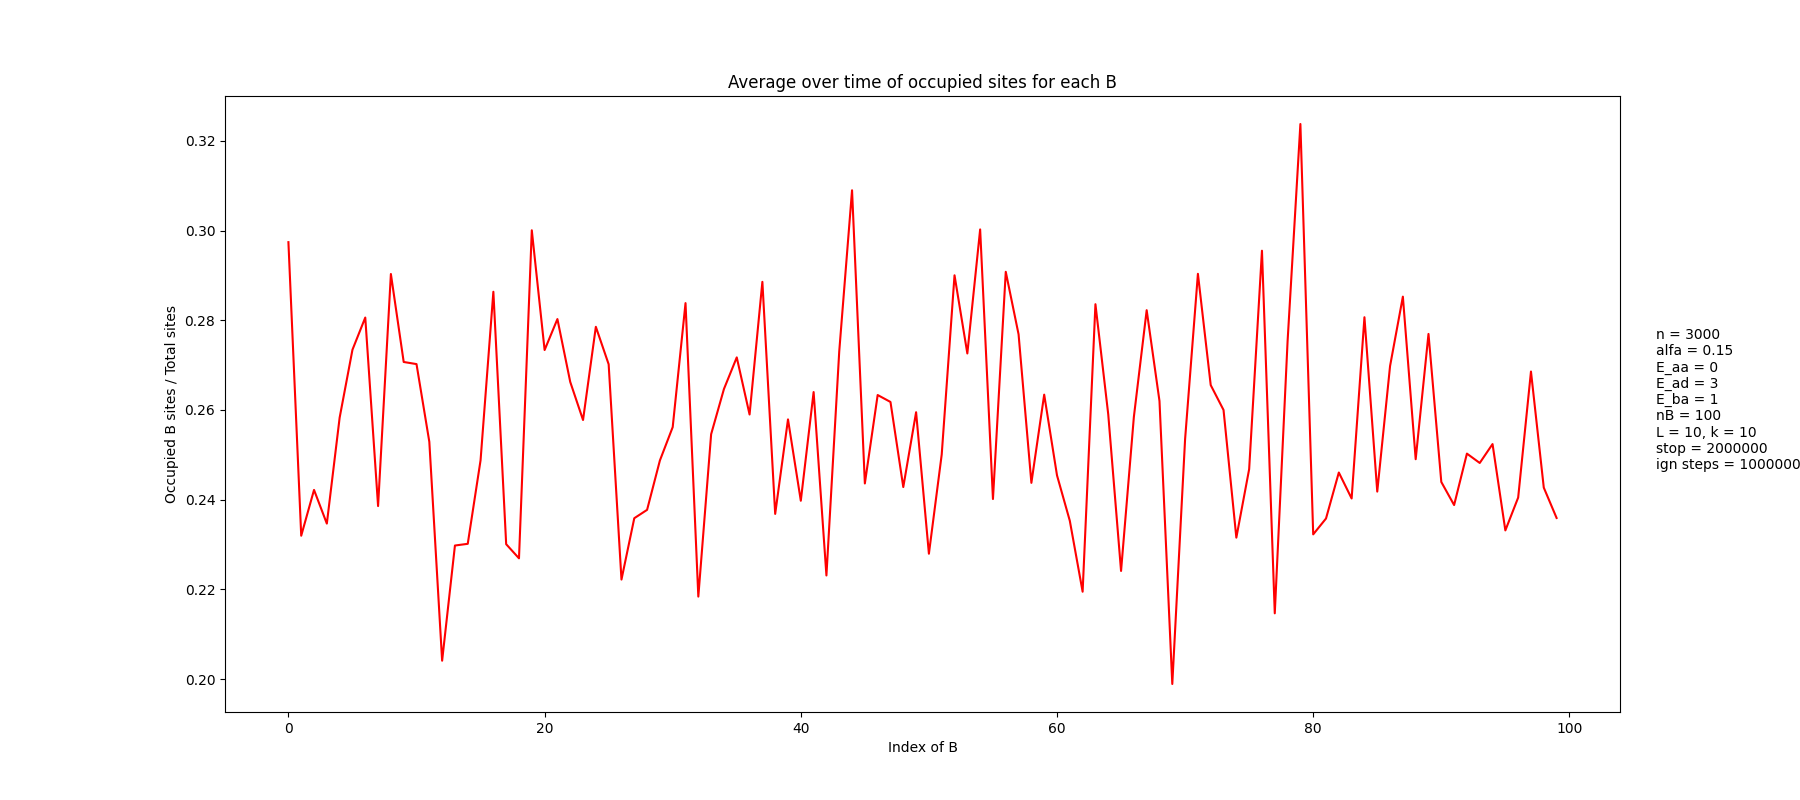 Average over time of occupied sites for each B
0.32
0.30
0.28
0.26
0.24
0.22
0.20
Occupied B sites / Total sites
0 20 40 60 80 100
Index of B
n = 3000
alfa = 0.15
E_aa = 0
E_ad = 3
E_ba = 1
nB = 100
L = 10, k = 10
stop = 2000000
ign steps = 1000000